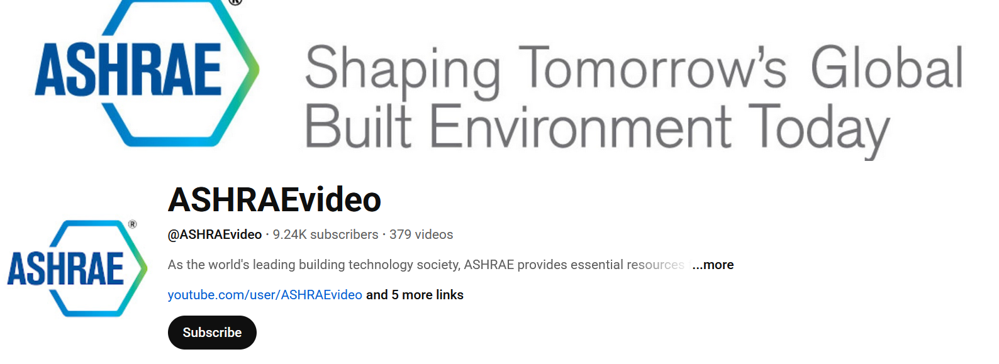 ®
ASHRAE
Shaping Tomorrow's Global
Built Environment Today
ASHRAEvideo
@ASHRAEvideo · 9.24K subscribers · 379 videos
®
ASHRAE
As the world's leading building technology society, ASHRAE provides essential resources ...more
youtube.com/user/ASHRAEvideo and 5 more links
Subscribe